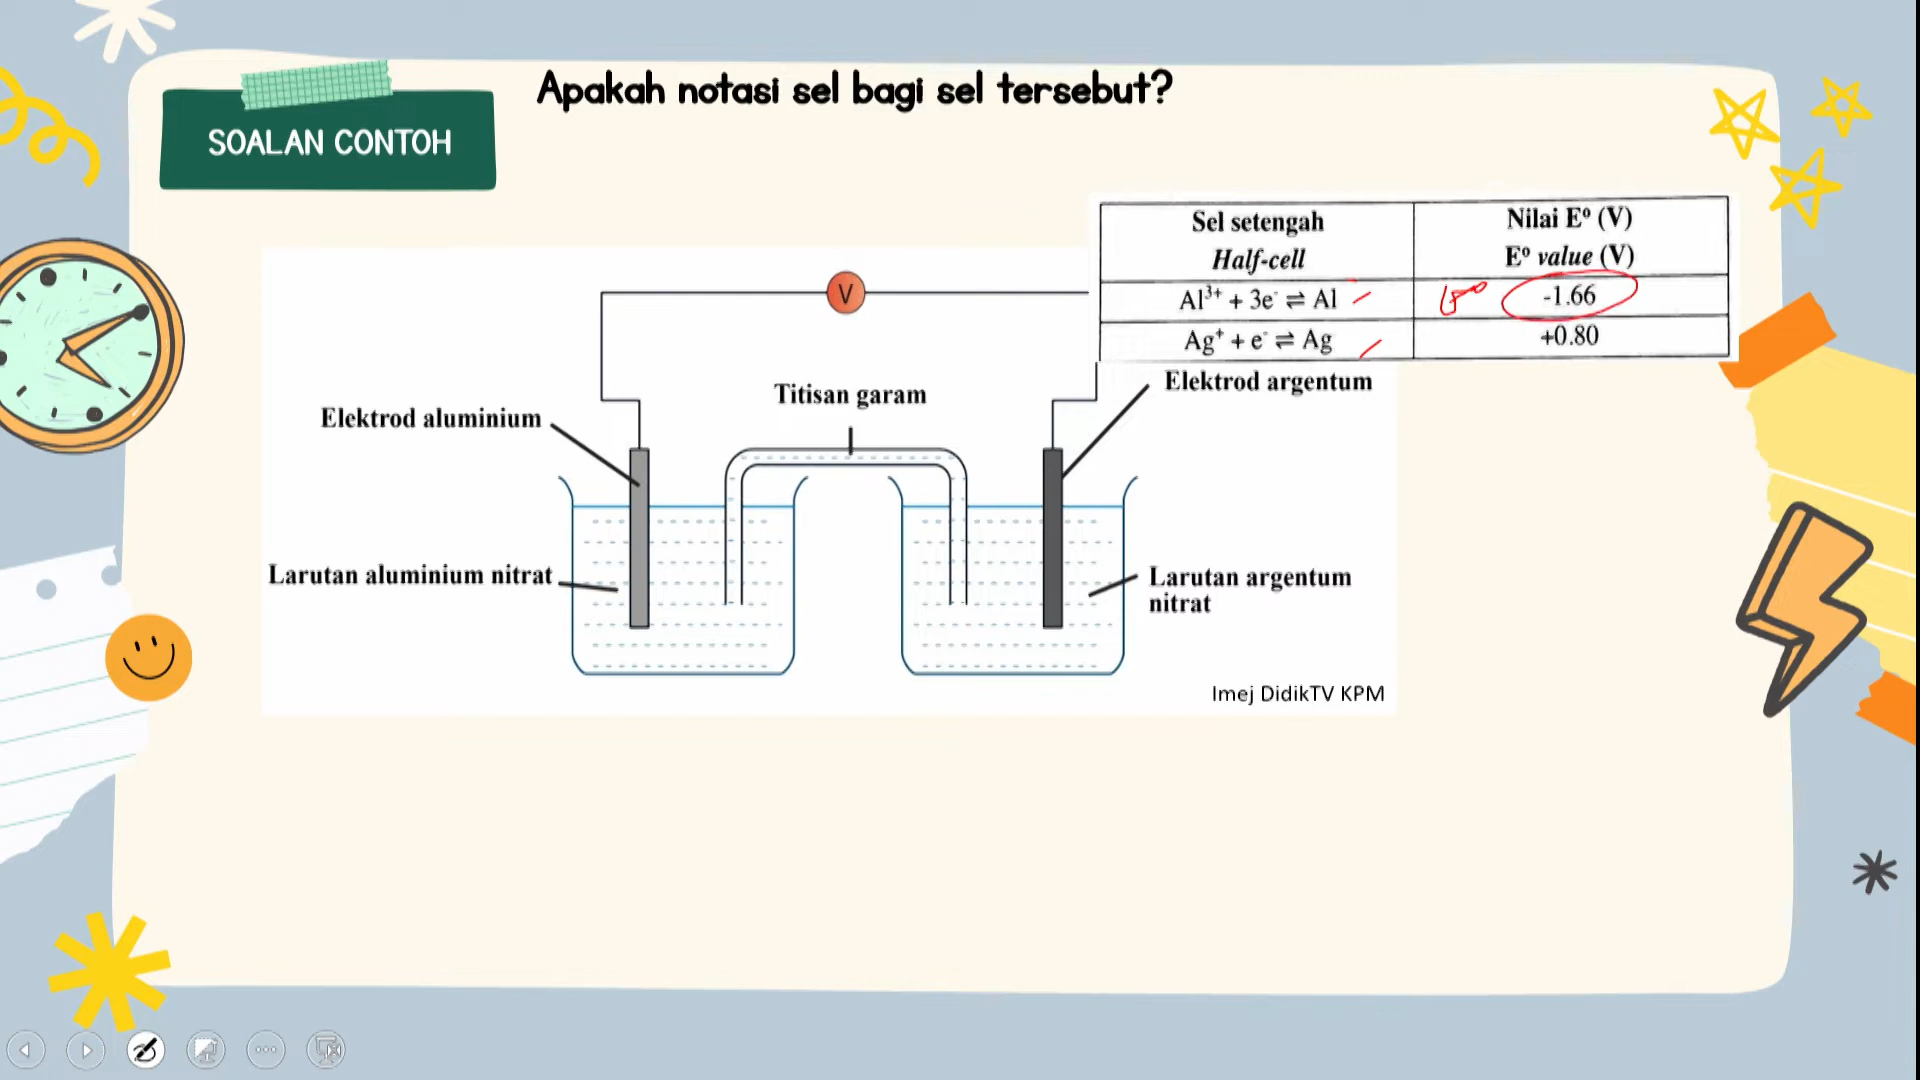 Apakah notasi sel bagi sel tersebut?
SOALAN CONTOH
Sel setengah
Half-cell
Nilai Eº (V)
Eº value (V)
Al³⁺ + 3e⁻ ⇌ Al
-1.66
Ag⁺ + e⁻ ⇌ Ag
+0.80
V
Titisan garam
Elektrod argentum
Elektrod aluminium
Larutan aluminium nitrat
Larutan argentum
nitrat
Imej DidikTV KPM